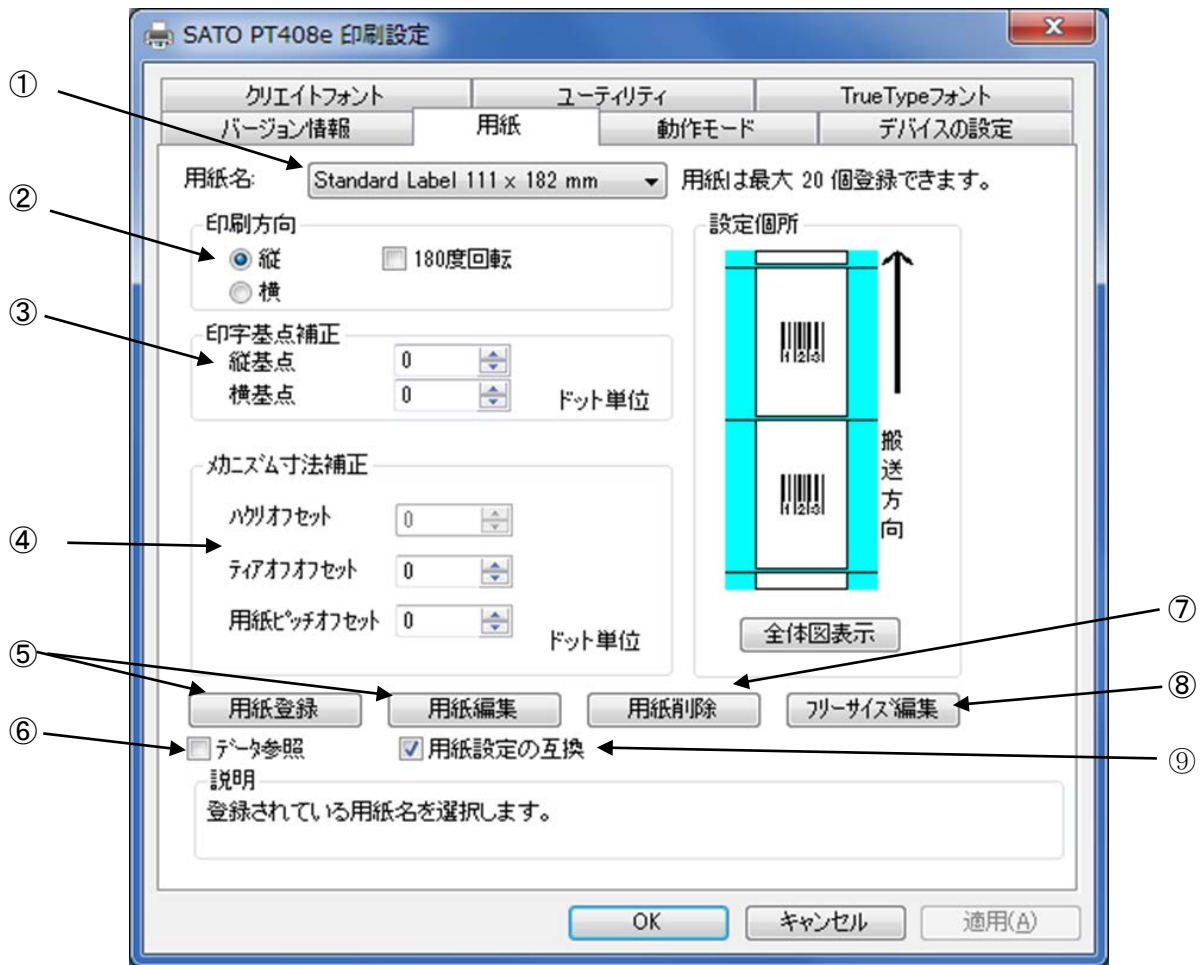 SATO PT408e 印刷設定
クリエイトフォント ユーティリティ TrueTypeフォント
バージョン情報 用紙 動作モード デバイスの設定
①
用紙名: Standard Label 111 x 182 mm 用紙は最大 20 個登録できます。
②
印刷方向
縦 180度回転
横
③
印字基点補正
縦基点 0
横基点 0 ドット単位
④
メカニズム寸法補正
ハクリオフセット 0
ティアオフオフセット 0
用紙ピッチオフセット 0 ドット単位
設定個所
1 2 3
1 2 3
搬送方向
全体図表示
⑤
⑦
用紙登録 用紙編集 用紙削除 フリーサイズ編集
⑧
⑥
データ参照 用紙設定の互換
⑨
説明
登録されている用紙名を選択します。
OK キャンセル 適用(A)